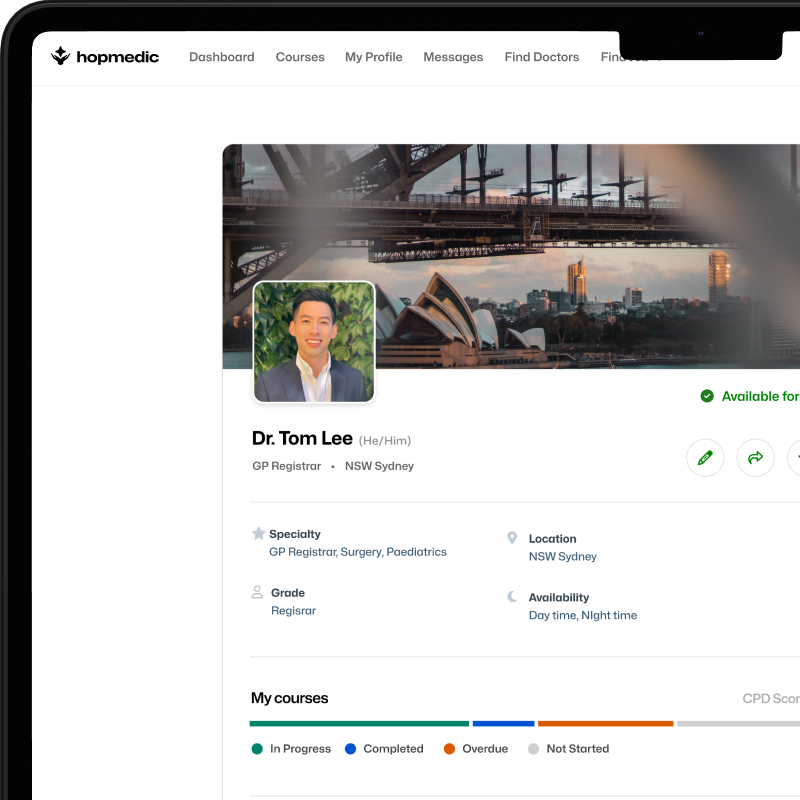 hopmedic Dashboard Courses My Profile Messages Find Doctors
Available for
Dr. Tom Lee (He/Him)
GP Registrar • NSW Sydney
Specialty
GP Registrar, Surgery, Paediatrics
Location
NSW Sydney
Grade
Regisrar
Availability
Day time, NIght time
My courses
CPD Scor
In Progress Completed Overdue Not Started